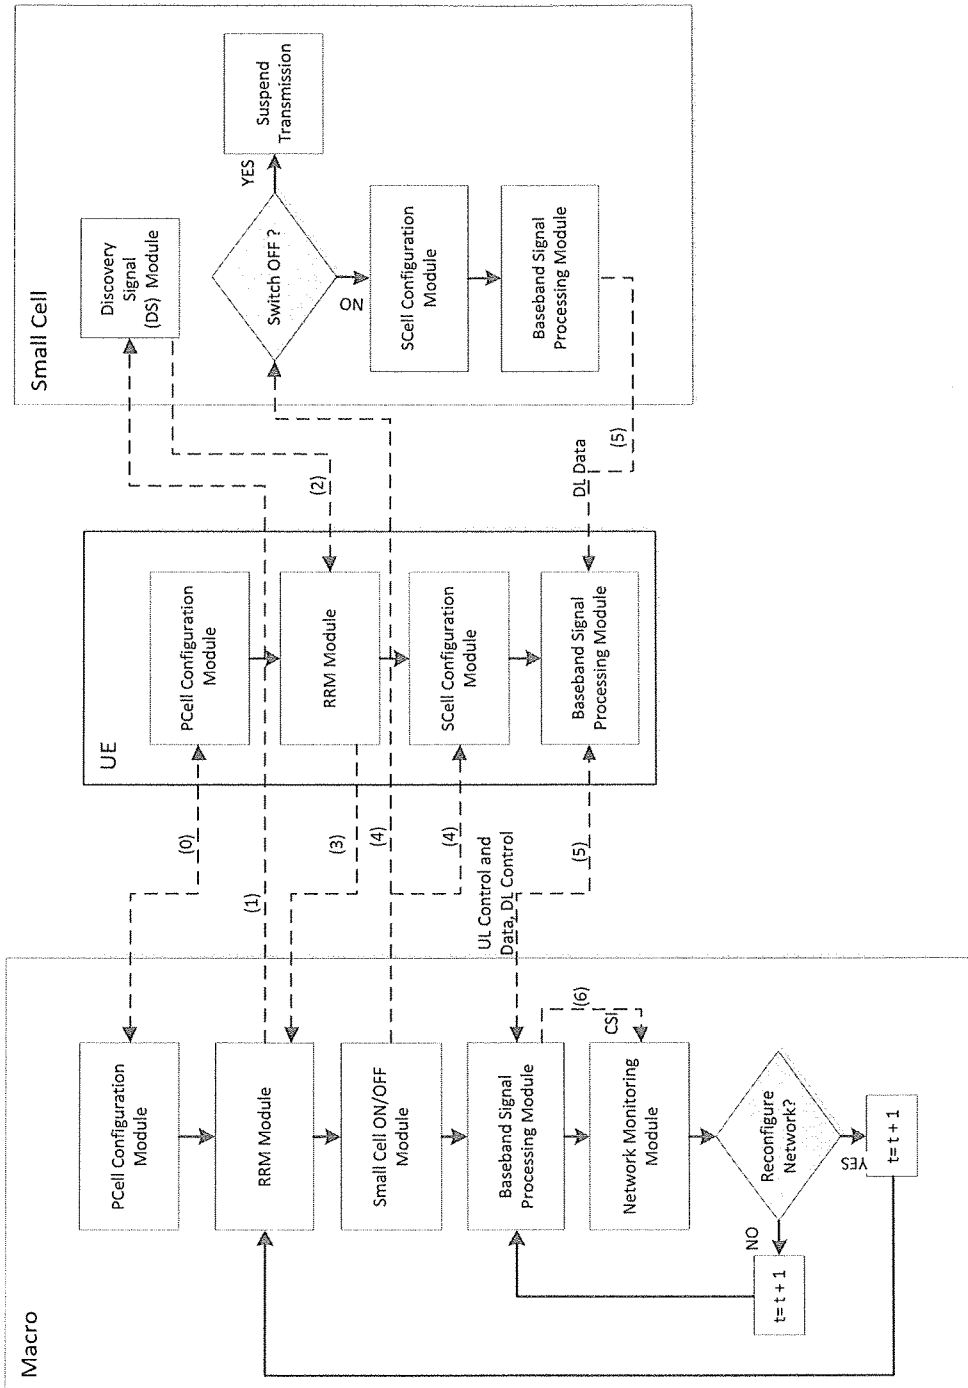 Macro
PCell Configuration
Module
RRM Module
Small Cell ON/OFF
Module
Baseband Signal
Processing Module
Network Monitoring
Module
Reconfigure
Network?
NO
t= t + 1
YES
t= t + 1
(6)
CSI
(0)
(1)
(3)
(4)
(4)
UL Control and
Data, DL Control
(5)
UE
PCell Configuration
Module
RRM Module
SCell Configuration
Module
Baseband Signal
Processing Module
(2)
DL Data
(5)
Small Cell
Discovery
Signal
(DS) Module
Switch OFF ?
YES
Suspend
Transmission
ON
SCell Configuration
Module
Baseband Signal
Processing Module